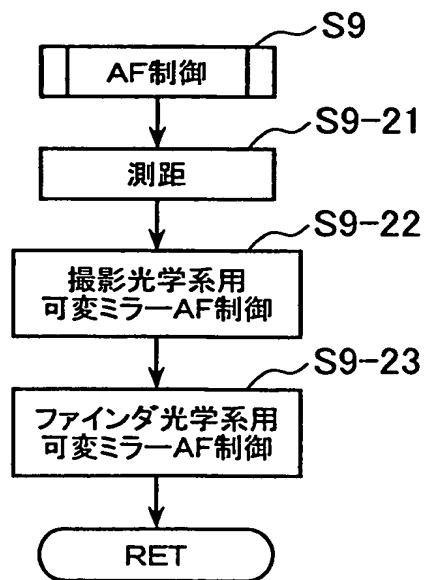 S9
AF制御
S9-21
測距
S9-22
撮影光学系用
可変ミラーAF制御
S9-23
ファインダ光学系用
可変ミラーAF制御
RET